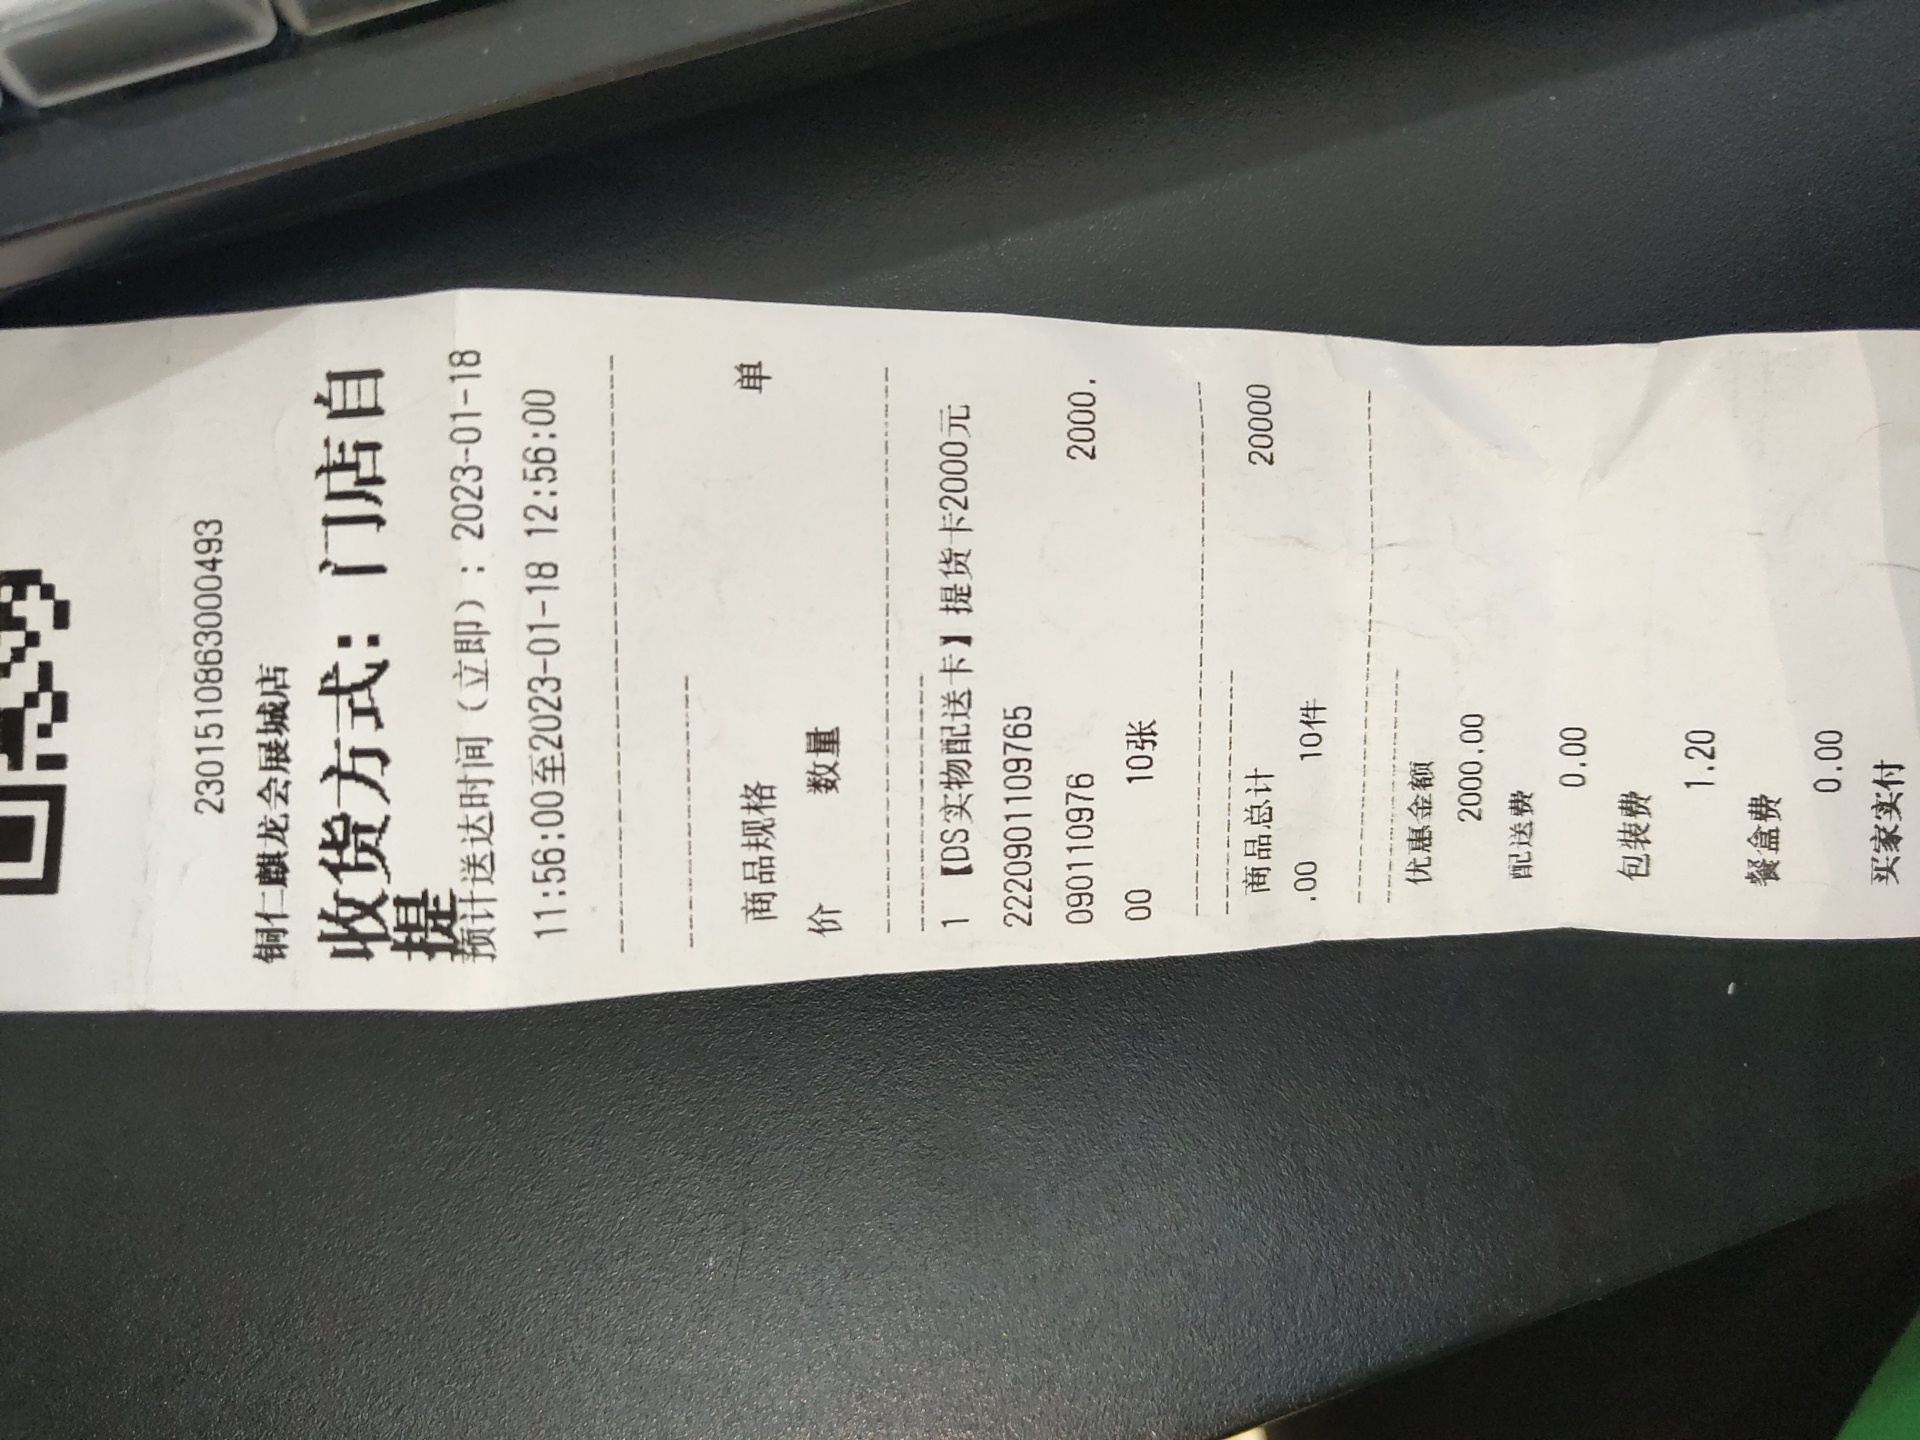 2301510863000493
铜仁麒龙会展城店
收货方式：门店自
提
预计送达时间（立即）：2023-01-18
11:56:00至2023-01-18 12:56:00
商品规格 单
价 数量
1 【DS实物配送卡】提货卡2000元
2220901109765
0901109976 2000.
00 10张
商品总计 20000
.00 10件
优惠金额
2000.00
配送费
0.00
包装费
1.20
餐盒费
0.00
买家实付